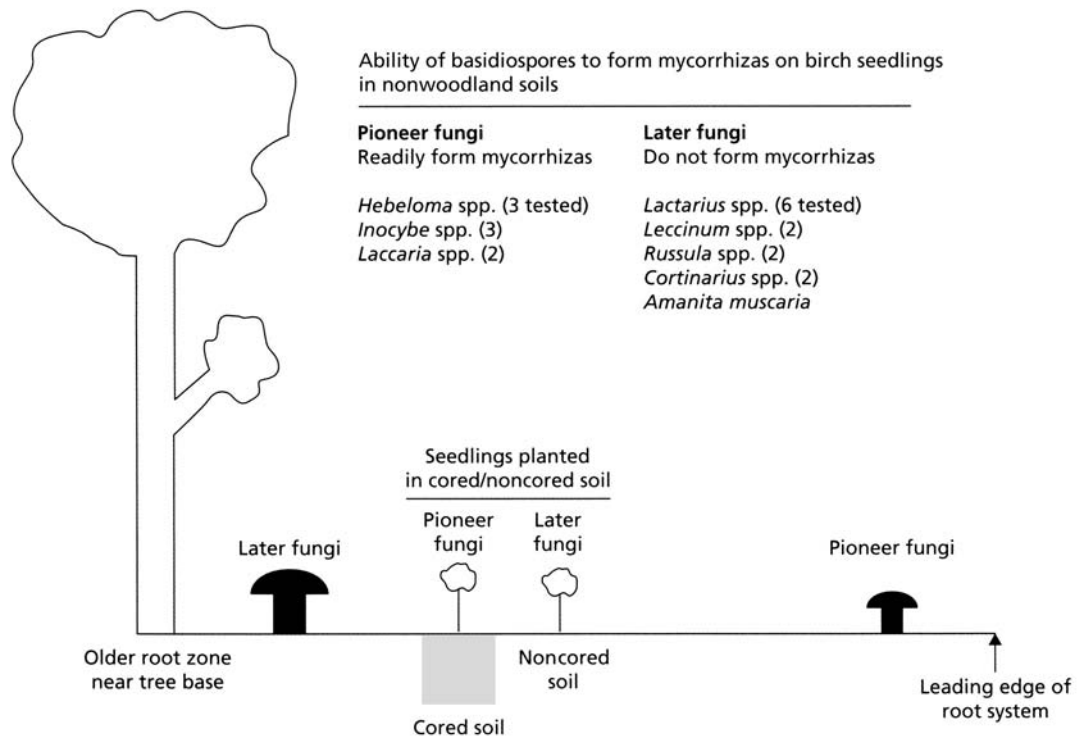 Ability of basidiospores to form mycorrhizas on birch seedlings
in nonwoodland soils
Pioneer fungi
Readily form mycorrhizas
Hebeloma spp. (3 tested)
Inocybe spp. (3)
Laccaria spp. (2)
Later fungi
Do not form mycorrhizas
Lactarius spp. (6 tested)
Leccinum spp. (2)
Russula spp. (2)
Cortinarius spp. (2)
Amanita muscaria
Seedlings planted
in cored/noncored soil
Pioneer
fungi
Later
fungi
Later fungi
Pioneer fungi
Older root zone
near tree base
Cored soil
Noncored
soil
Leading edge of
root system